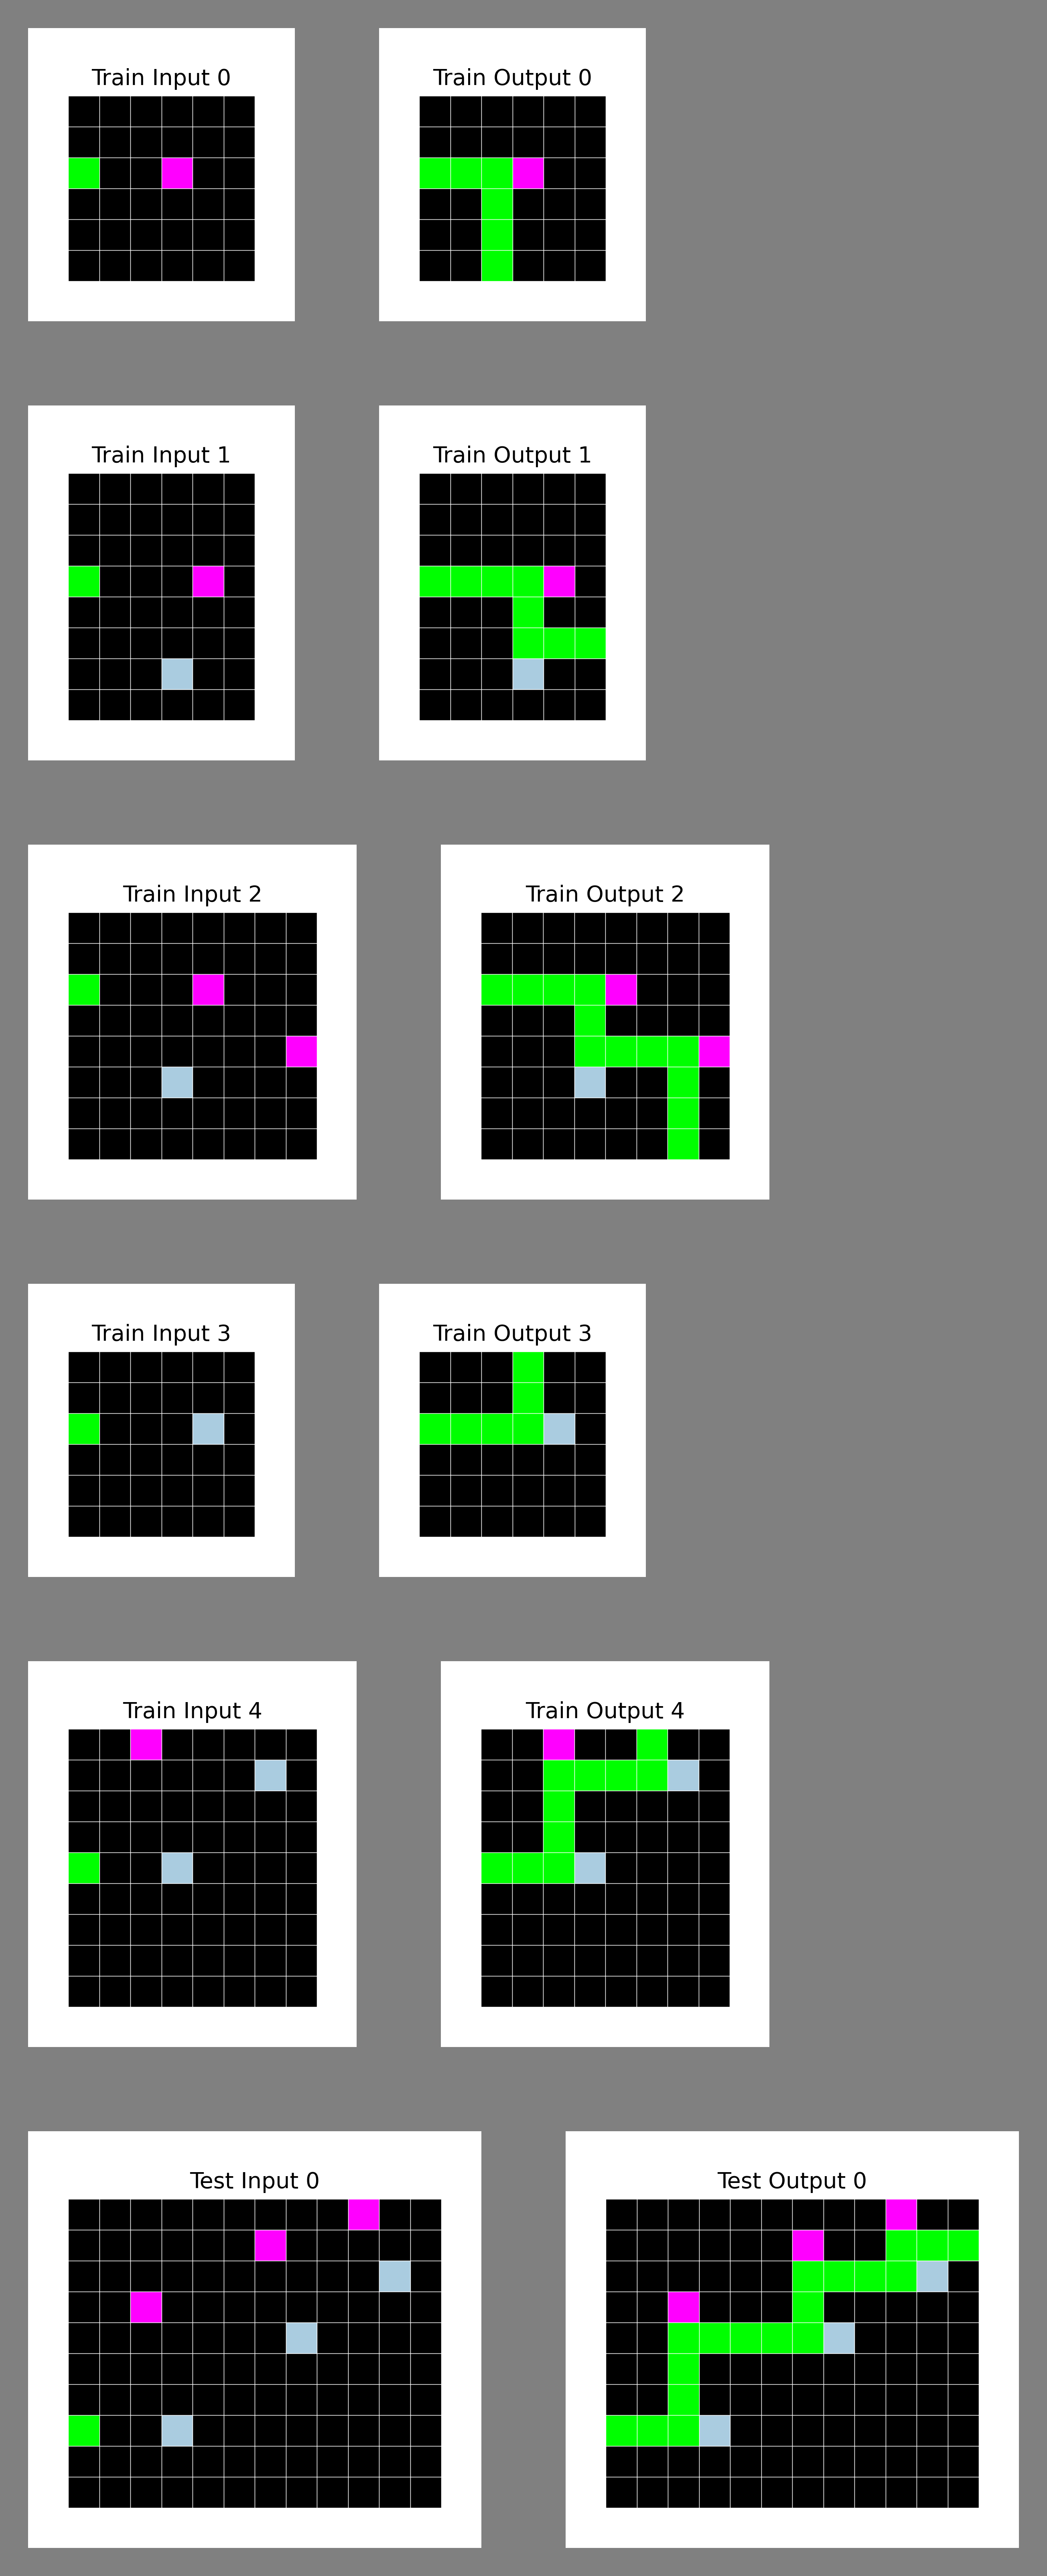 Train Input 0
Train Output 0
Train Input 1
Train Output 1
Train Input 2
Train Output 2
Train Input 3
Train Output 3
Train Input 4
Train Output 4
Test Input 0
Test Output 0